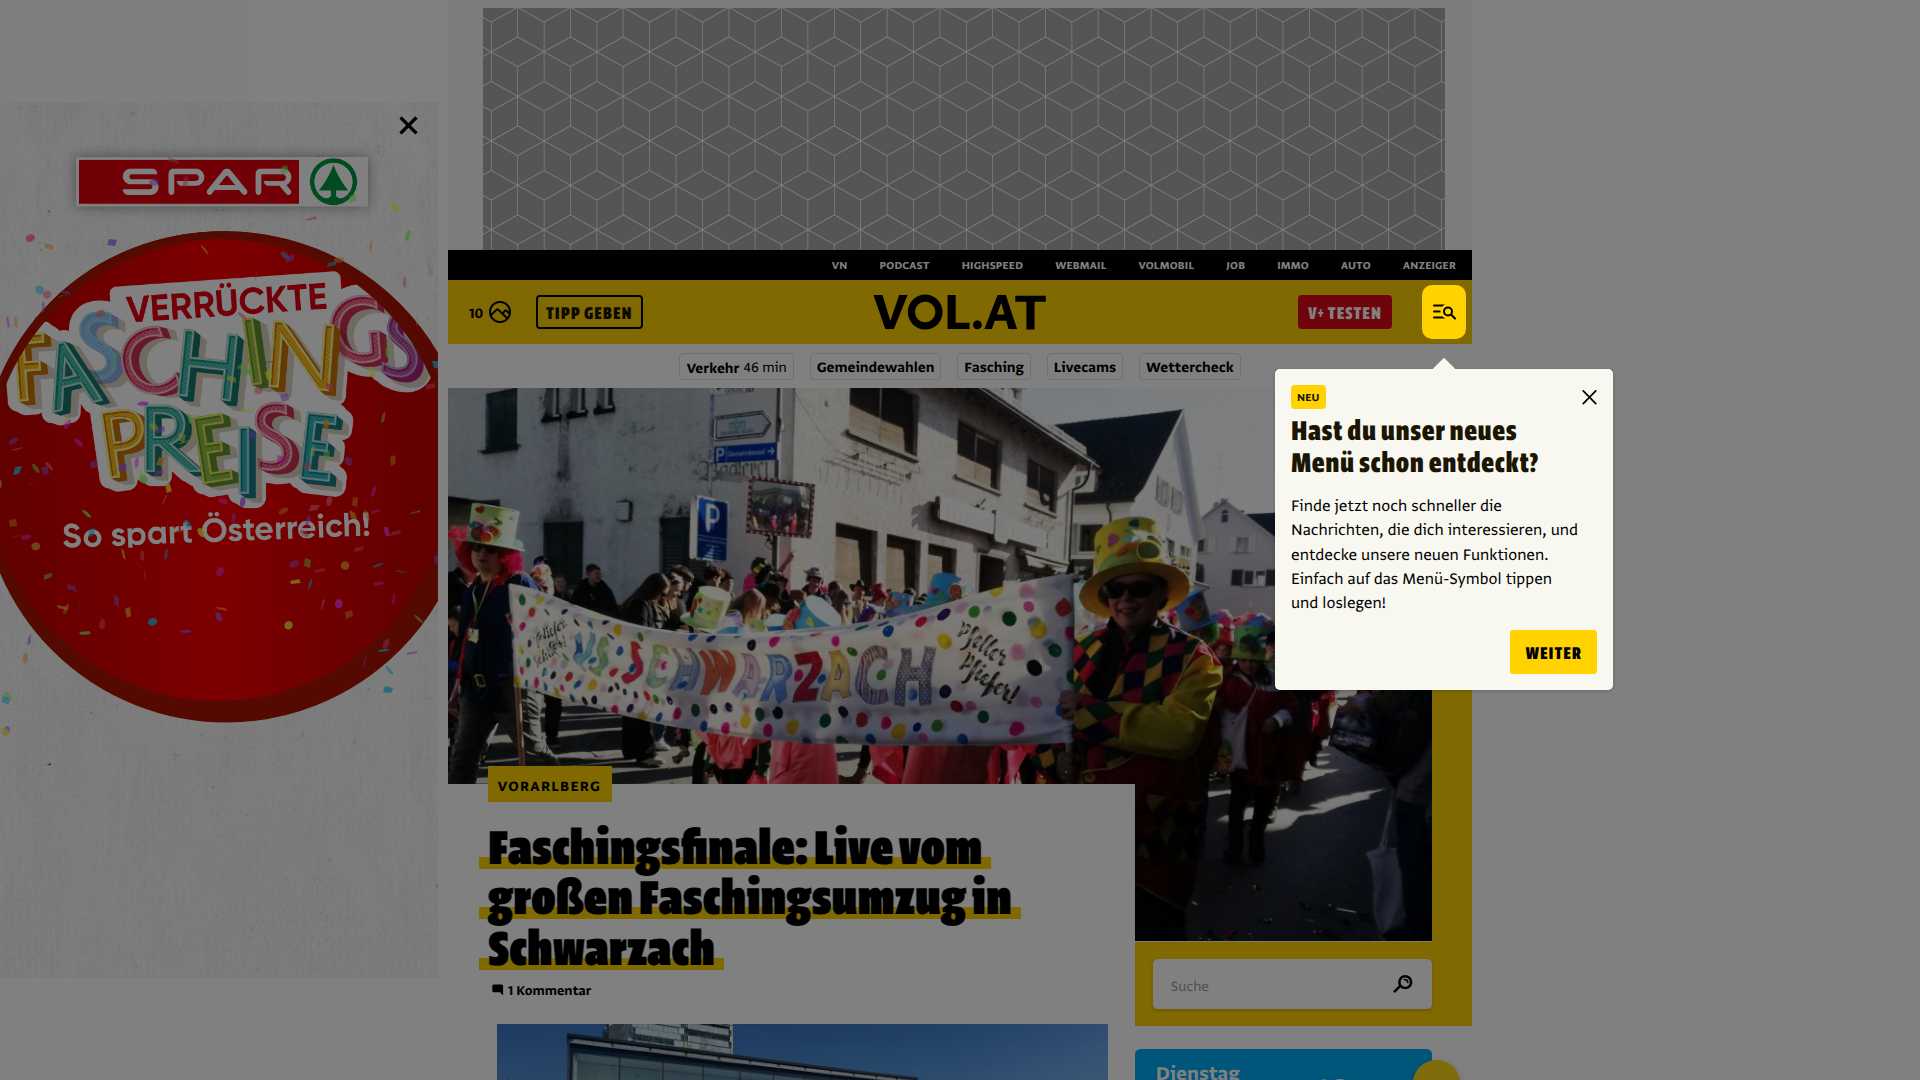 SPAR
VERRÜCKTE
FASCHINGS
PREISE
So spart Österreich!
VN PODCAST HIGHSPEED WEBMAIL VOLMOBIL JOB IMMO AUTO ANZEIGER
10 TIPP GEBEN VOL.AT V+ TESTEN
Verkehr 46 min Gemeindewahlen Fasching Livecams Wettercheck
P
P
SCHWARZACH
Pfeller
Pfiefer!
NEU
Hast du unser neues
Menü schon entdeckt?
Finde jetzt noch schneller die
Nachrichten, die dich interessieren, und
entdecke unsere neuen Funktionen.
Einfach auf das Menü-Symbol tippen
und loslegen!
WEITER
VORARLBERG
Faschingsfinale: Live vom
großen Faschingsumzug in
Schwarzach
1 Kommentar
Suche
Dienstag